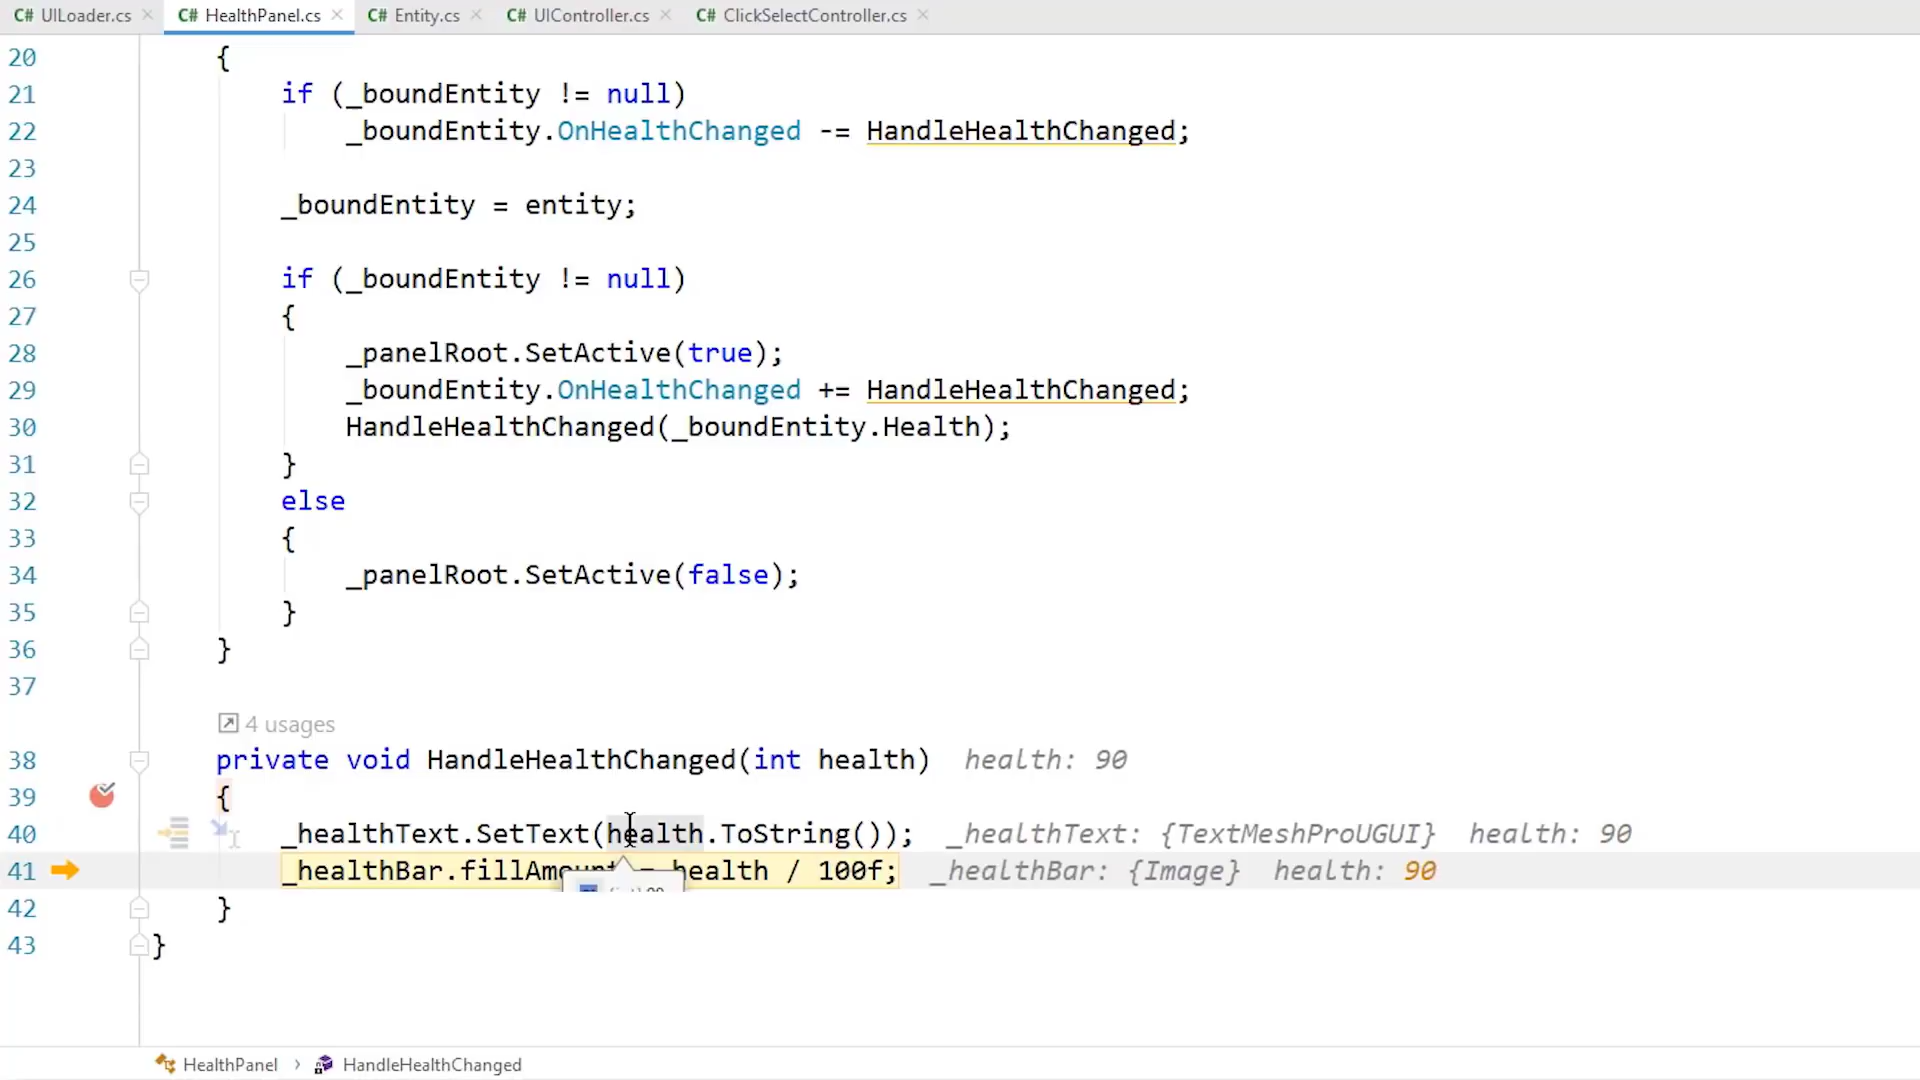 C# UILoader.cs C# HealthPanel.cs C# Entity.cs C# UIController.cs C# ClickSelectController.cs
20 {
21 if (_boundEntity != null)
22 _boundEntity.OnHealthChanged -= HandleHealthChanged;
23
24 _boundEntity = entity;
25
26 if (_boundEntity != null)
27 {
28 _panelRoot.SetActive(true);
29 _boundEntity.OnHealthChanged += HandleHealthChanged;
30 HandleHealthChanged(_boundEntity.Health);
31 }
32 else
33 {
34 _panelRoot.SetActive(false);
35 }
36 }
37
4 usages
38 private void HandleHealthChanged(int health) health: 90
39 {
40 _healthText.SetText(health.ToString()); _healthText: {TextMeshProUGUI} health: 90
41 _healthBar.fillAmount = health / 100f; _healthBar: {Image} health: 90
42 }
43 }
HealthPanel › HandleHealthChanged